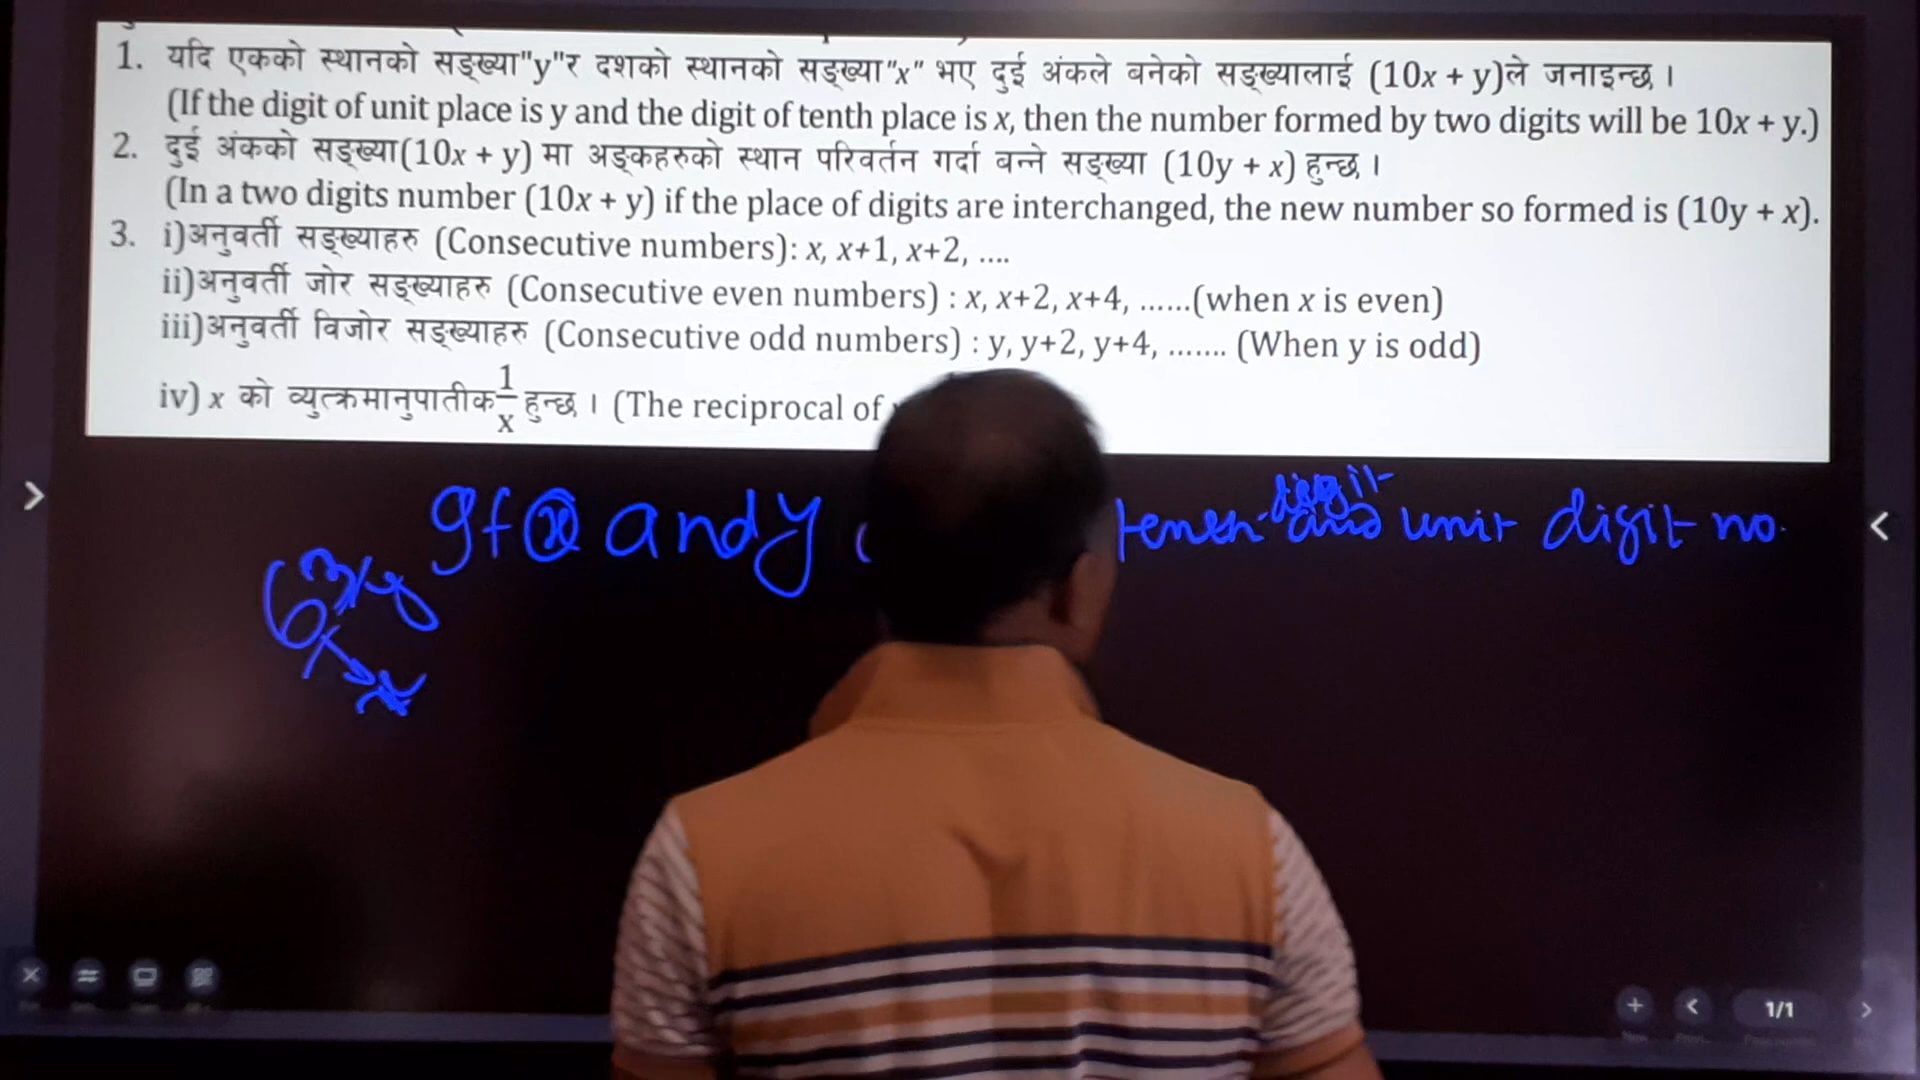 1. यदि एकको स्थानको सङ्ख्या"y"र दशको स्थानको सङ्ख्या"x" भए दुई अंकले बनेको सङ्ख्यालाई (10x + y)ले जनाइन्छ ।
(If the digit of unit place is y and the digit of tenth place is x, then the number formed by two digits will be 10x + y.)
2. दुई अंकको सङ्ख्या(10x + y) मा अङ्कहरुको स्थान परिवर्तन गर्दा बन्ने सङ्ख्या (10y + x) हुन्छ ।
(In a two digits number (10x + y) if the place of digits are interchanged, the new number so formed is (10y + x).
3. i)अनुवर्ती सङ्ख्याहरु (Consecutive numbers): x, x+1, x+2, ....
ii)अनुवर्ती जोर सङ्ख्याहरु (Consecutive even numbers) : x, x+2, x+4, ......(when x is even)
iii)अनुवर्ती विजोर सङ्ख्याहरु (Consecutive odd numbers) : y, y+2, y+4, ....... (When y is odd)
iv) x को व्युत्क्रमानुपातीक 1/x हुन्छ । (The reciprocal of
If x and y digit
unit digit no.
63
1/1